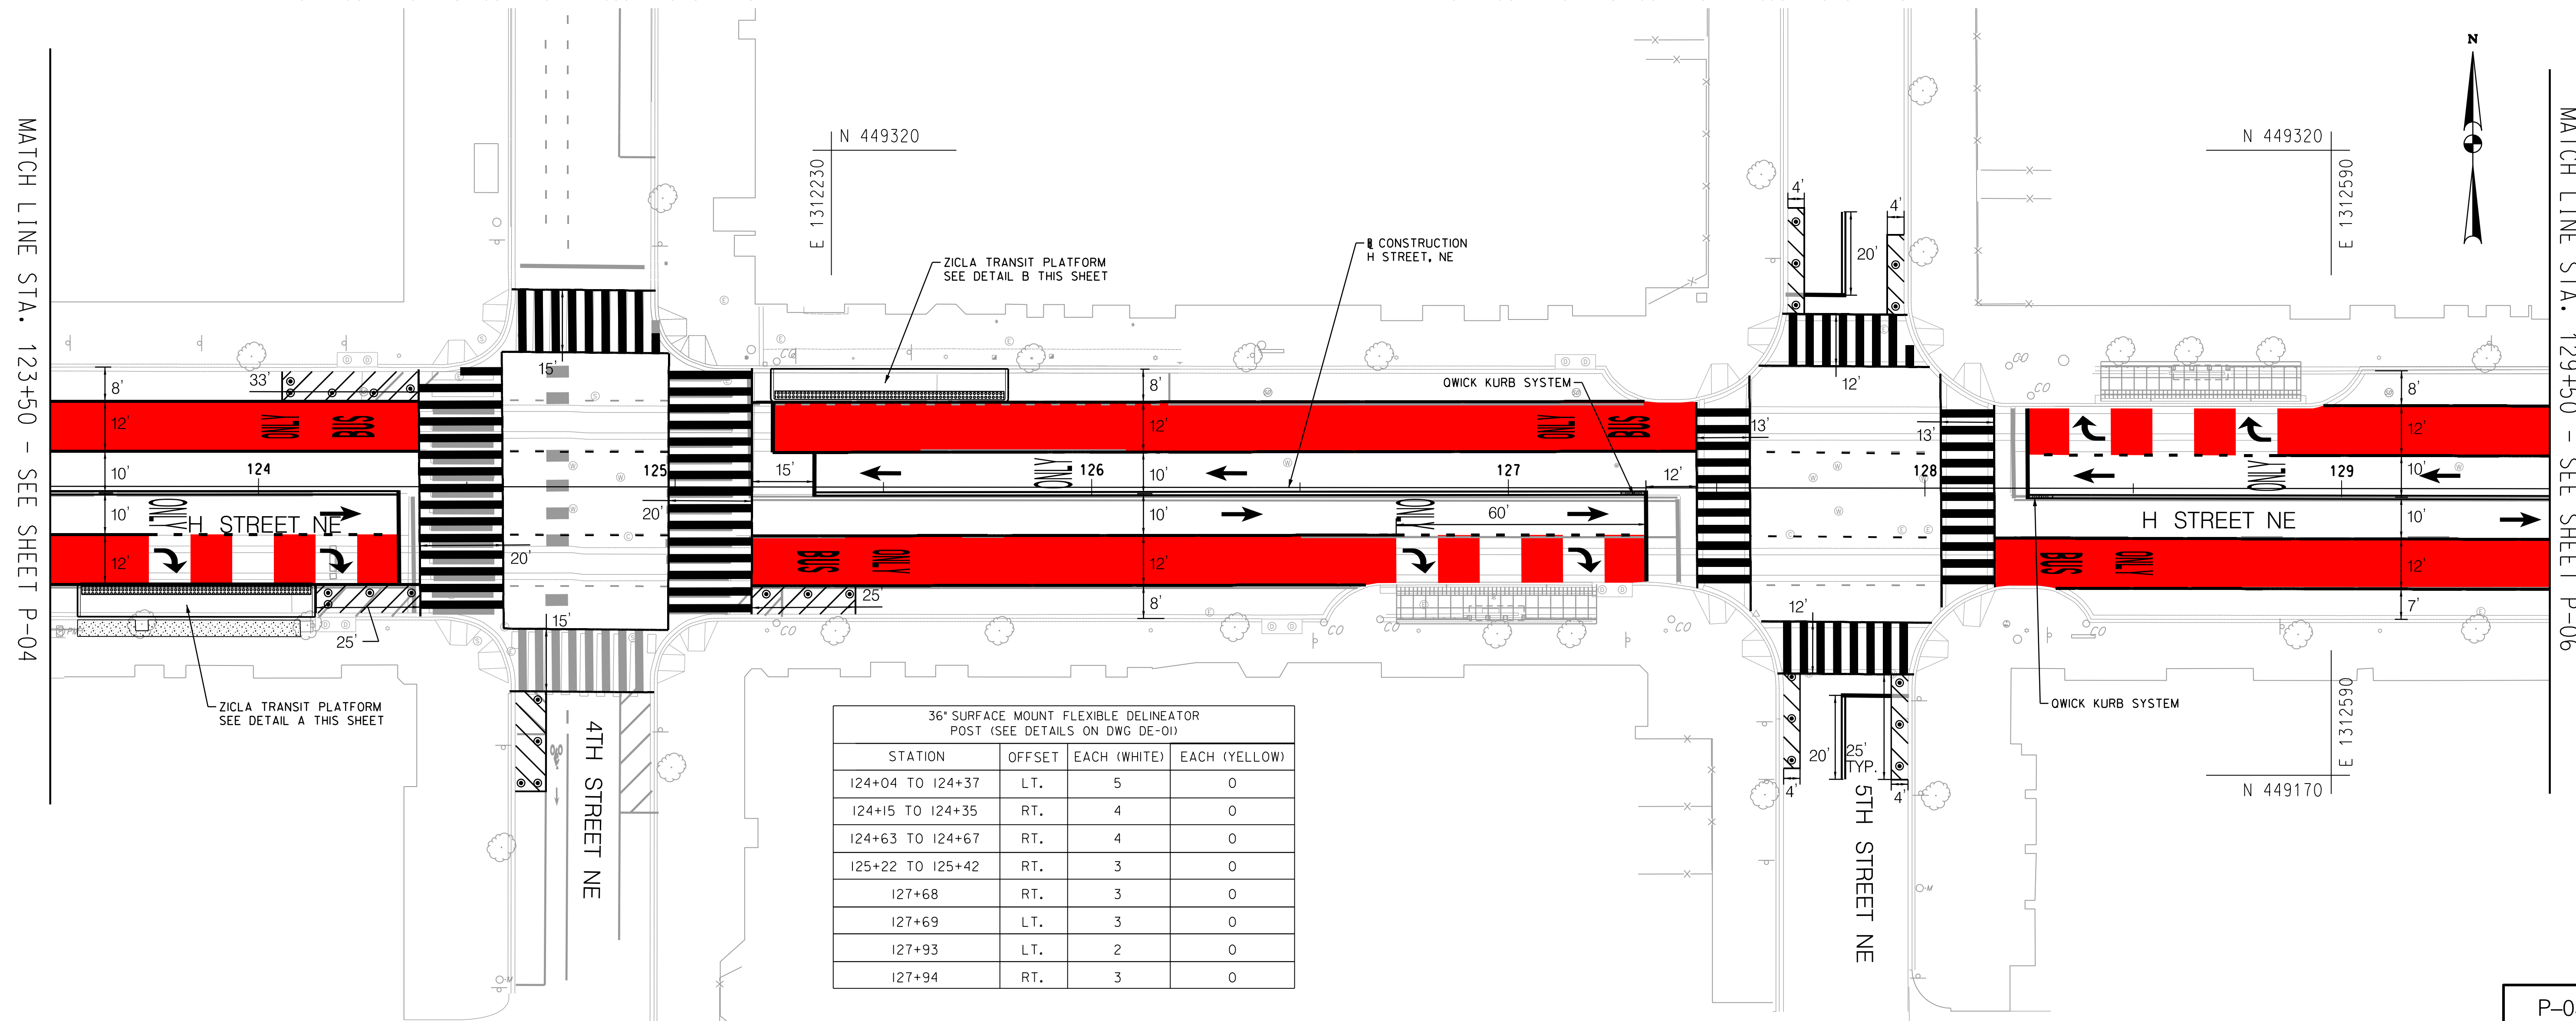 MATCH LINE STA. 123+50 - SEE SHEET P-04
N 449320
E 1312230
ZICLA TRANSIT PLATFORM
SEE DETAIL B THIS SHEET
CONSTRUCTION
H STREET, NE
QWICK KURB SYSTEM
N 449320
E 1312590
N
MATCH LINE STA. 129+50 - SEE SHEET P-06
4'
4'
20'
15'
12'
8'
33'
12'
ONLY
BUS
10'
124
10'
ONLY
H STREET NE
12'
20'
25'
15'
125
20'
15'
ONLY
126
127
8'
12'
10'
10'
12'
8'
ONLY
BUS
12'
13'
ONLY
60'
BUS
ONLY
25'
13'
128
ONLY
129
8'
12'
10'
10'
12'
7'
H STREET NE
BUS
ONLY
CO
CO
CO
CO
CO
CO
CO
CO
CO
ZICLA TRANSIT PLATFORM
SEE DETAIL A THIS SHEET
4TH STREET NE
12'
20'
25'
TYP.
4'
4'
5TH STREET NE
QWICK KURB SYSTEM
E 1312590
N 449170
36" SURFACE MOUNT FLEXIBLE DELINEATOR
POST (SEE DETAILS ON DWG DE-01)
STATION OFFSET EACH (WHITE) EACH (YELLOW)
124+04 TO 124+37 LT. 5 0
124+15 TO 124+35 RT. 4 0
124+63 TO 124+67 RT. 4 0
125+22 TO 125+42 RT. 3 0
127+68 RT. 3 0
127+69 LT. 3 0
127+93 LT. 2 0
127+94 RT. 3 0